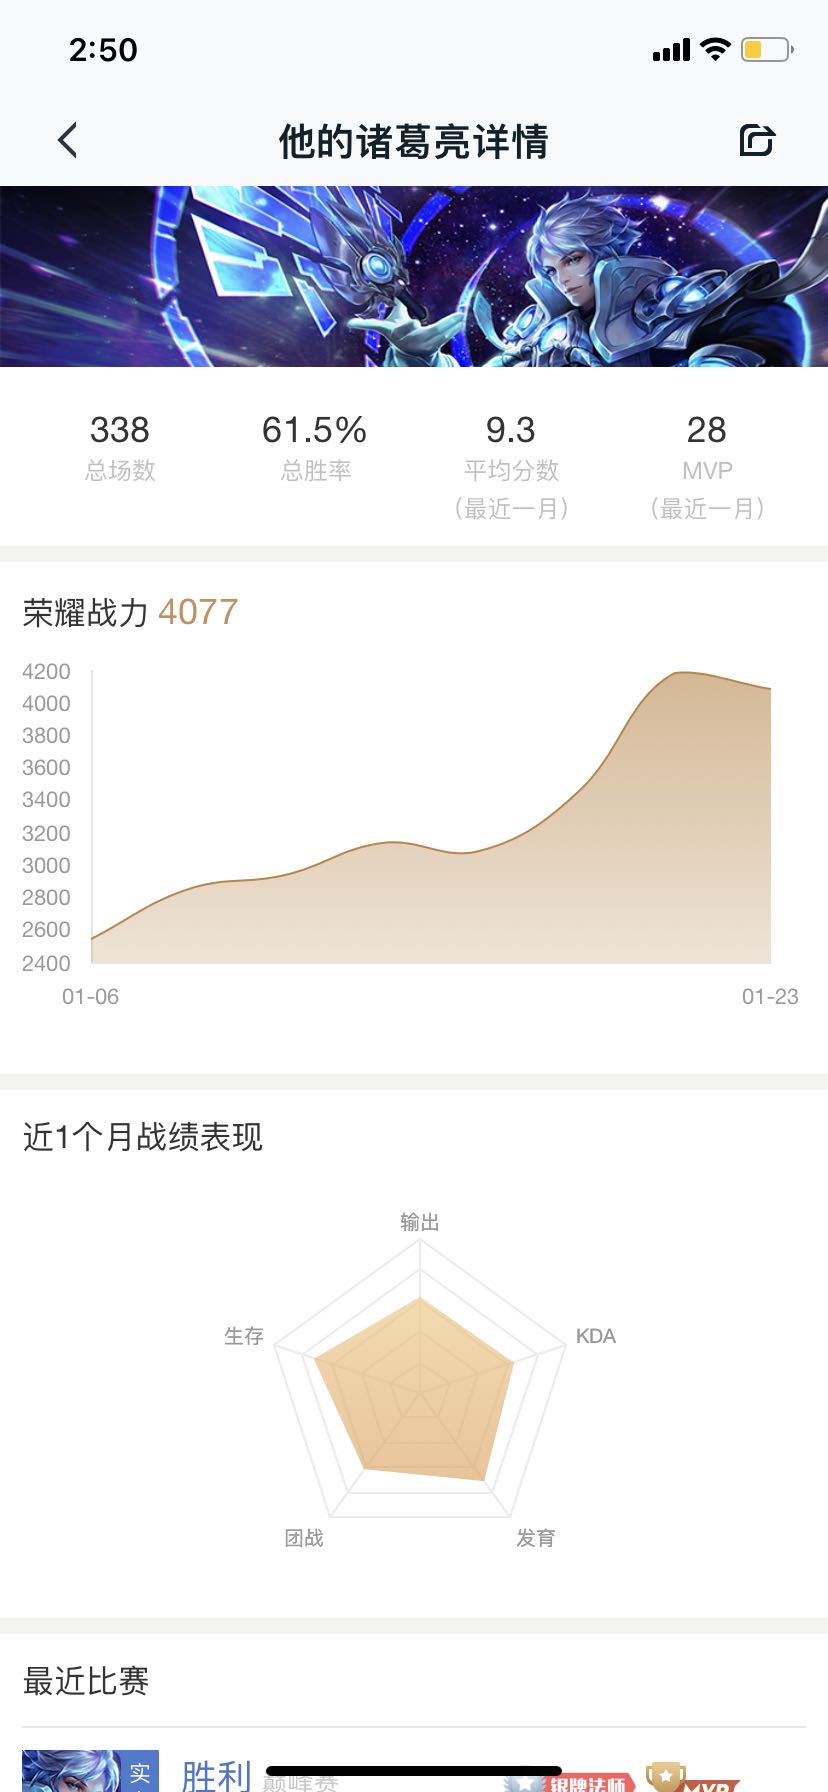 2:50
他的诸葛亮详情
338 61.5% 9.3 28
总场数 总胜率 平均分数 MVP
（最近一月） （最近一月）
荣耀战力 4077
4200
4000
3800
3600
3400
3200
3000
2800
2600
2400
01-06 01-23
近1个月战绩表现
输出
生存 KDA
团战 发育
最近比赛
实 胜利 巅峰赛 银牌法师 MVP